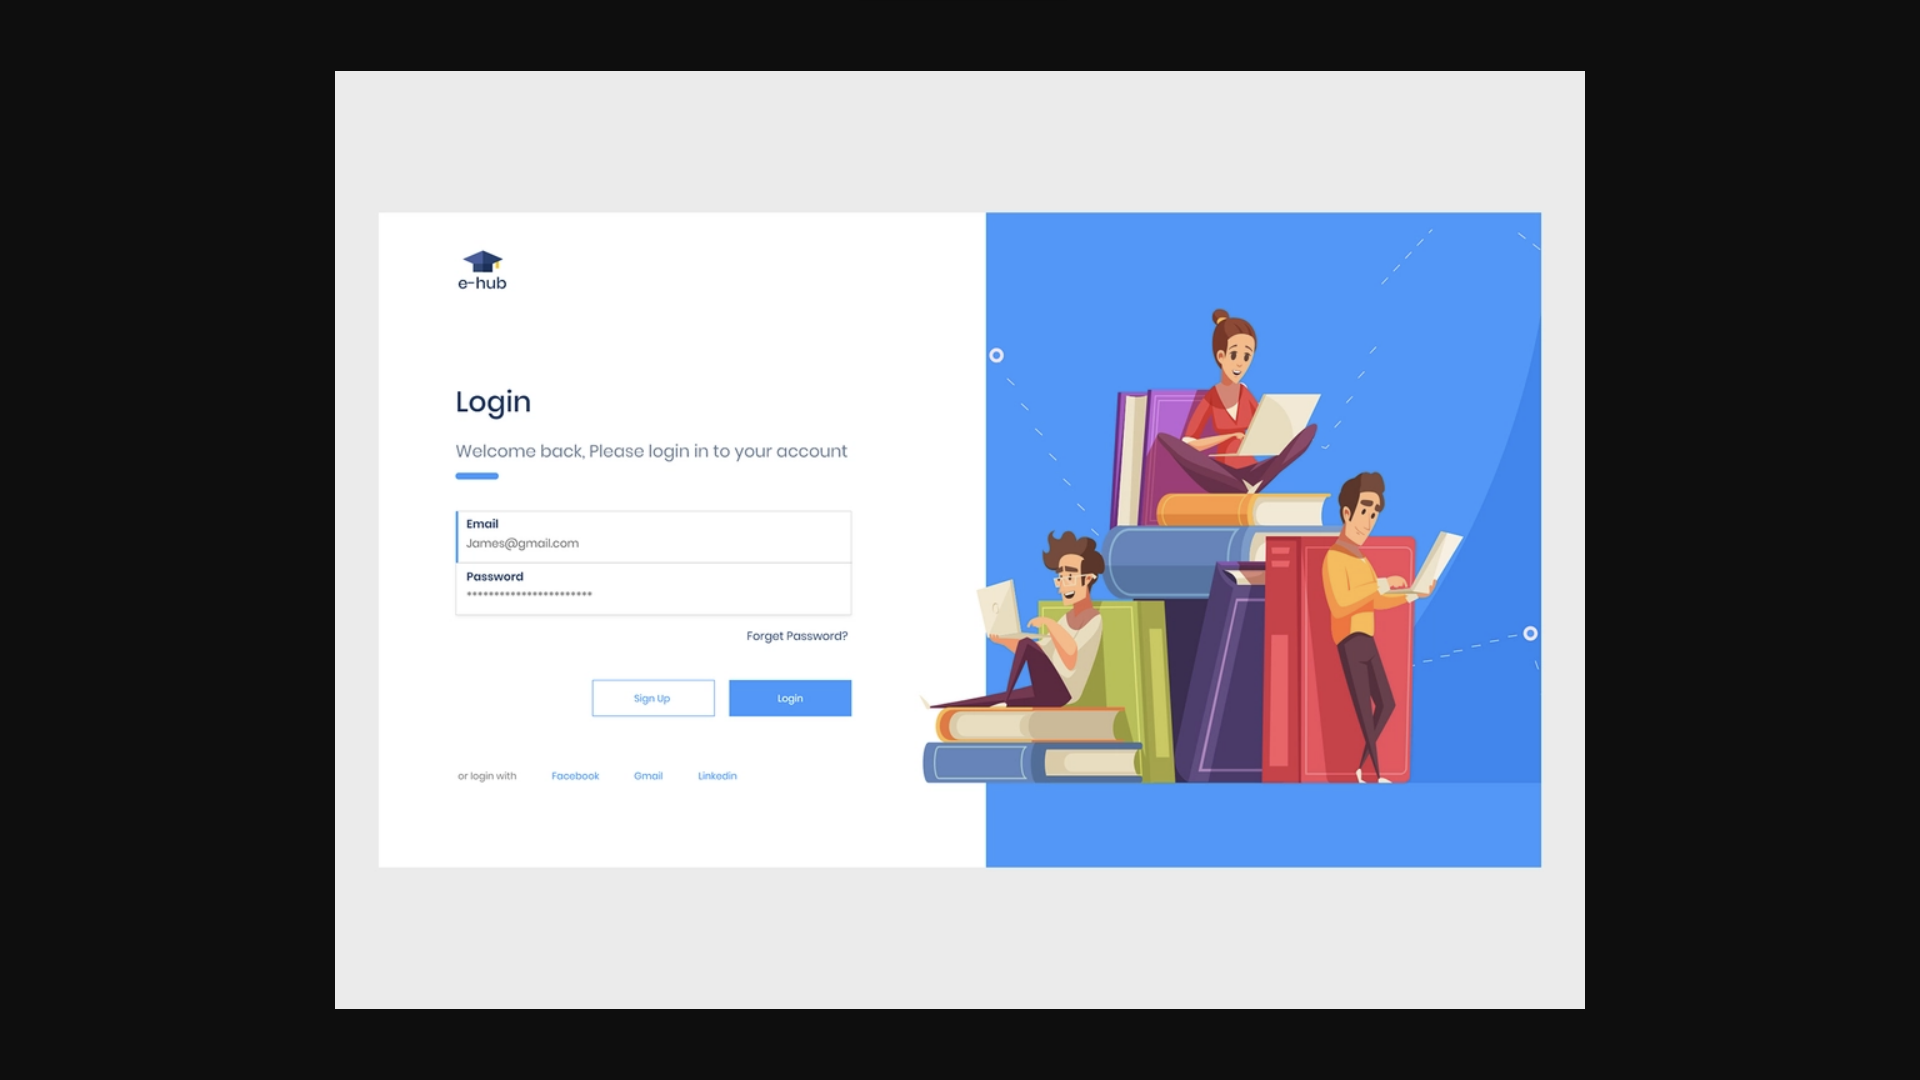 e-hub
Login
Welcome back, Please login in to your account
Email
James@gmail.com
Password
***********************
Forget Password?
Sign Up
Login
or login with
Facebook
Gmail
Linkedin